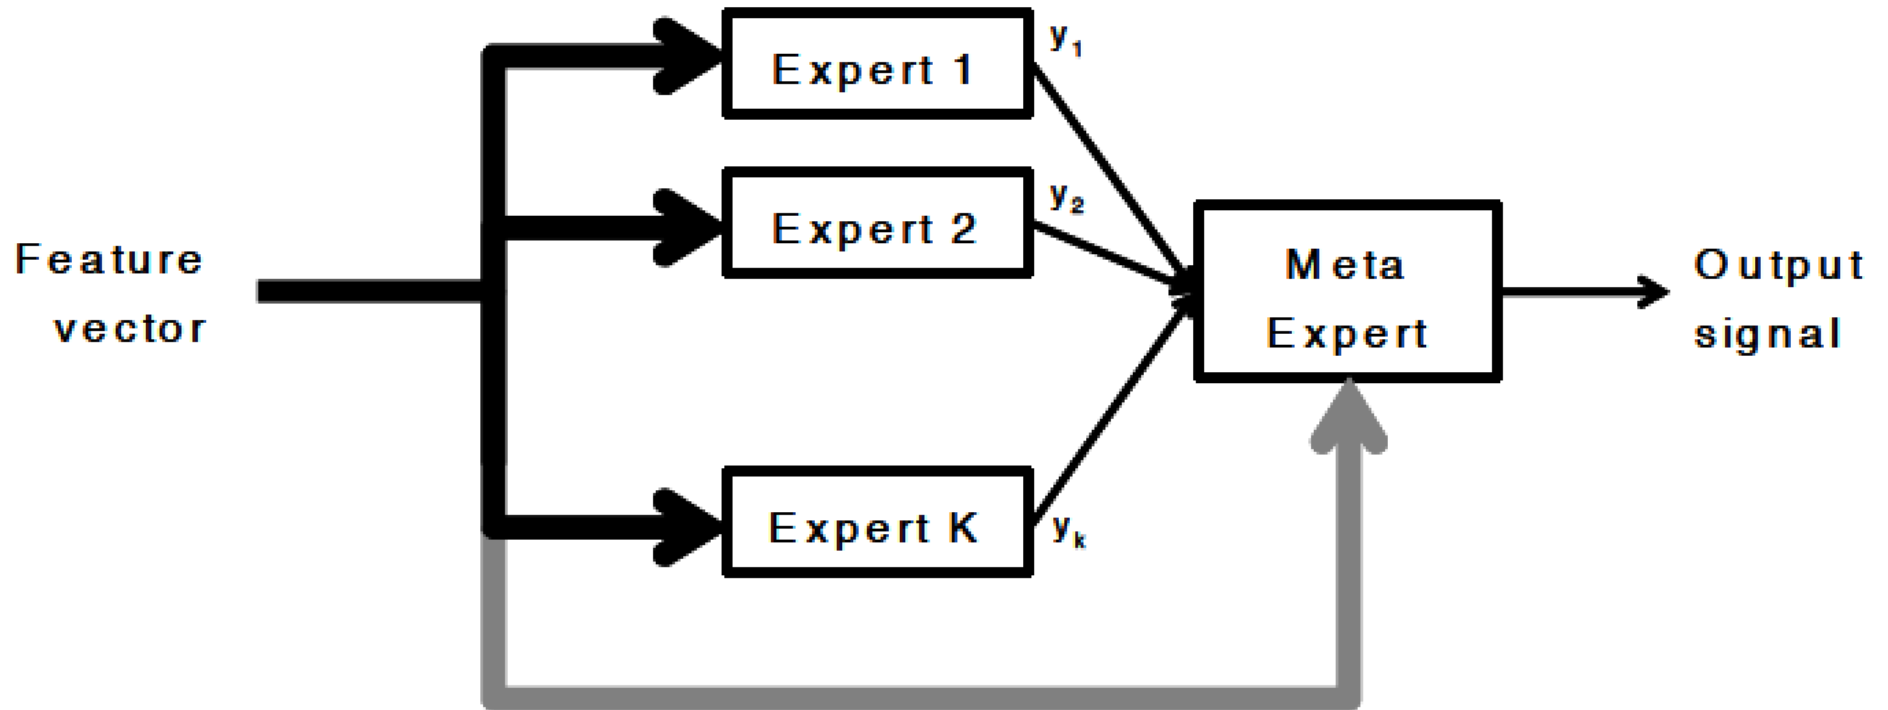 Expert 1
y1
Expert 2
y2
Feature
vector
Meta
Expert
Output
signal
Expert K
yk